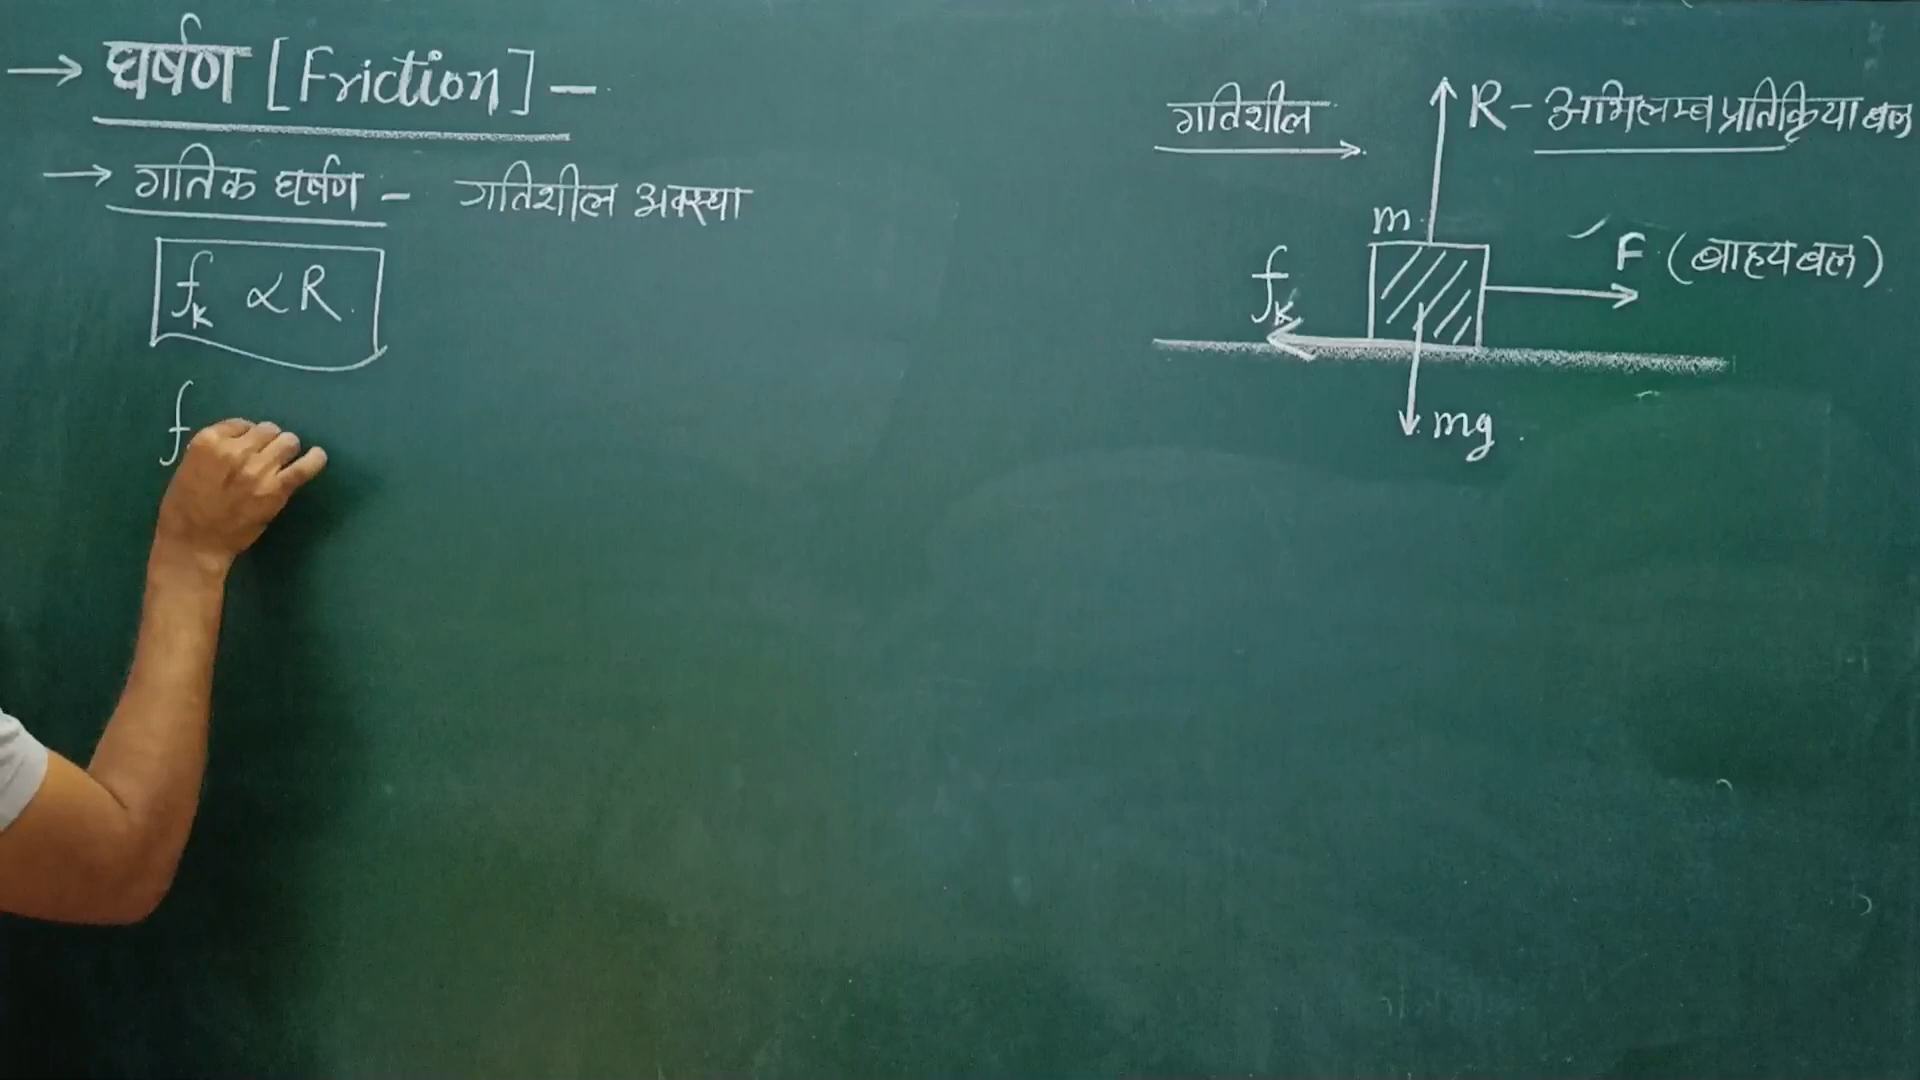 → घर्षण [Friction] –
→ गतिक घर्षण – गतिशील अवस्था
fₖ ∝ R
f
गतिशील
R – अभिलम्ब प्रतिक्रिया बल
m
F (बाह्य बल)
fₖ
mg